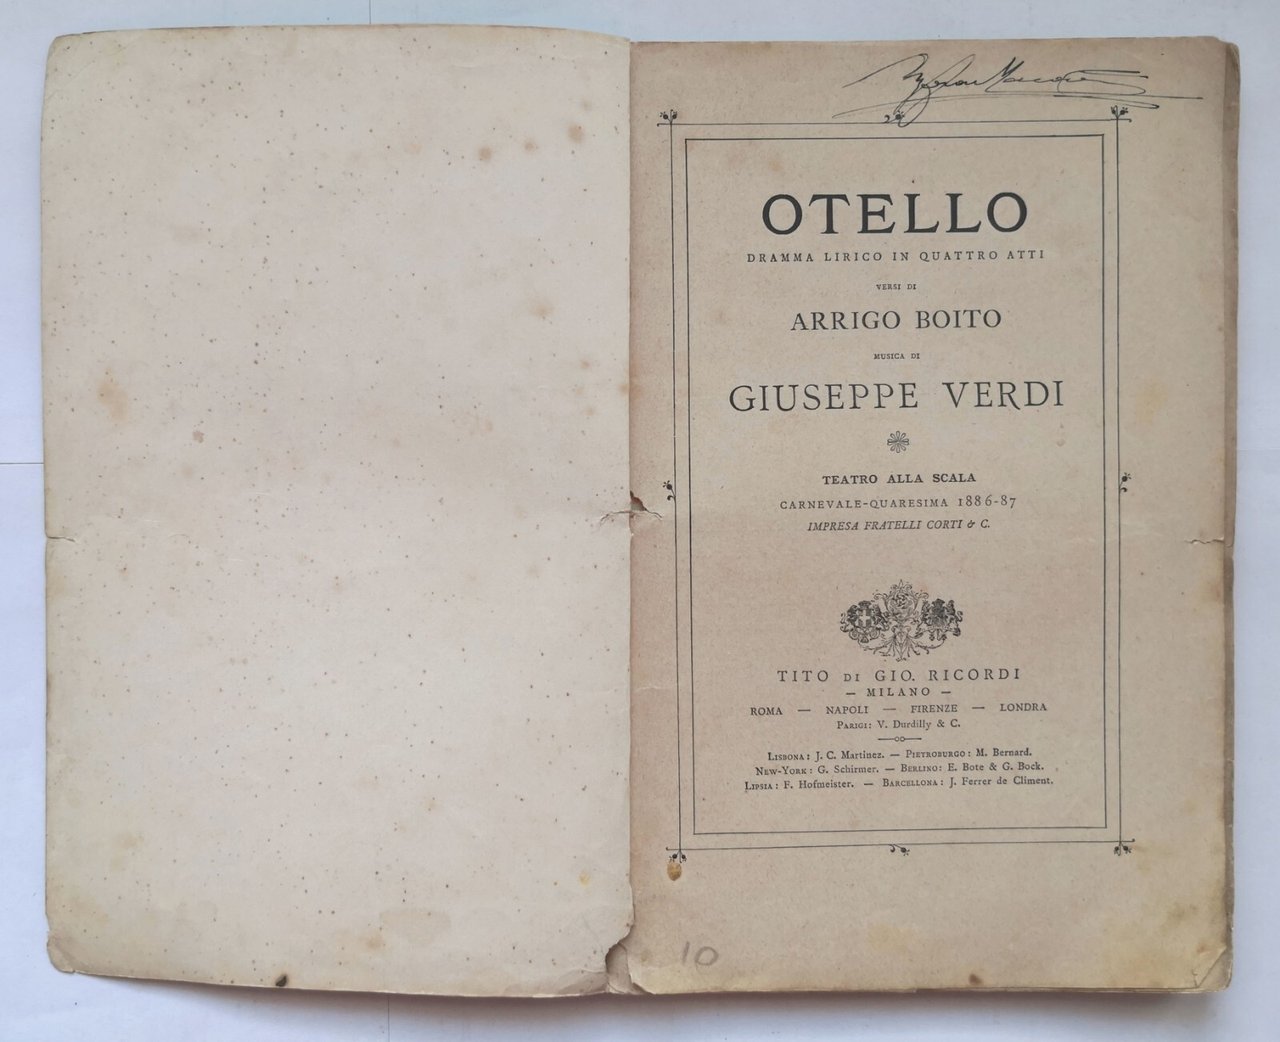 OTELLO
DRAMMA LIRICO IN QUATTRO ATTI
VERSI DI
ARRIGO BOITO
MUSICA DI
GIUSEPPE VERDI
TEATRO ALLA SCALA
CARNEVALE-QUARESIMA 1886-87
IMPRESA FRATELLI CORTI & C.
TITO DI GIO. RICORDI
— MILANO —
ROMA — NAPOLI — FIRENZE — LONDRA
PARIGI: V. Durdilly & C.
LISBONA: J. C. Martinez. — PIETROBURGO: M. Bernard.
NEW-YORK: G. Schirmer. — BERLINO: E. Bote & G. Bock.
LIPSIA: F. Hofmeister. — BARCELLONA: J. Ferrer de Climent.
10